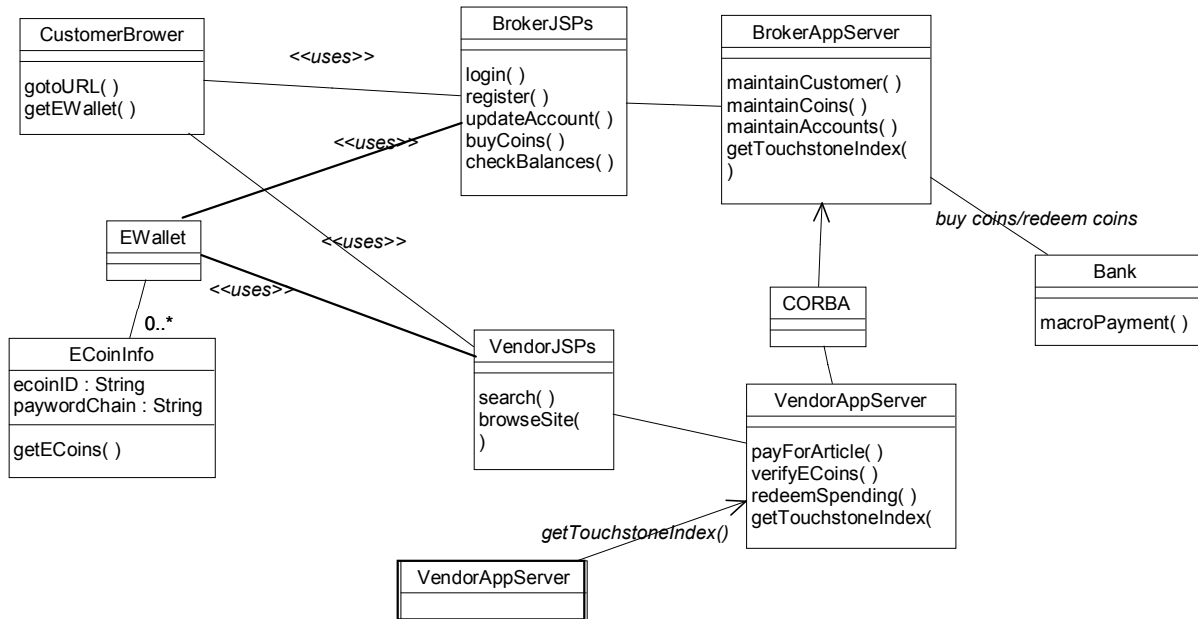 CustomerBrower
gotoURL( )
getEWallet( )
<<uses>>
BrokerJSPs
login( )
register( )
updateAccount( )
buyCoins( )
checkBalances( )
BrokerAppServer
maintainCustomer( )
maintainCoins( )
maintainAccounts( )
getTouchstoneIndex(
)
<<uses>>
buy coins/redeem coins
EWallet
<<uses>>
<<uses>>
Bank
macroPayment( )
CORBA
0..*
ECoinInfo
ecoinID : String
paywordChain : String
getECoins( )
VendorJSPs
search( )
browseSite(
)
VendorAppServer
payForArticle( )
verifyECoins( )
redeemSpending( )
getTouchstoneIndex(
getTouchstoneIndex()
VendorAppServer